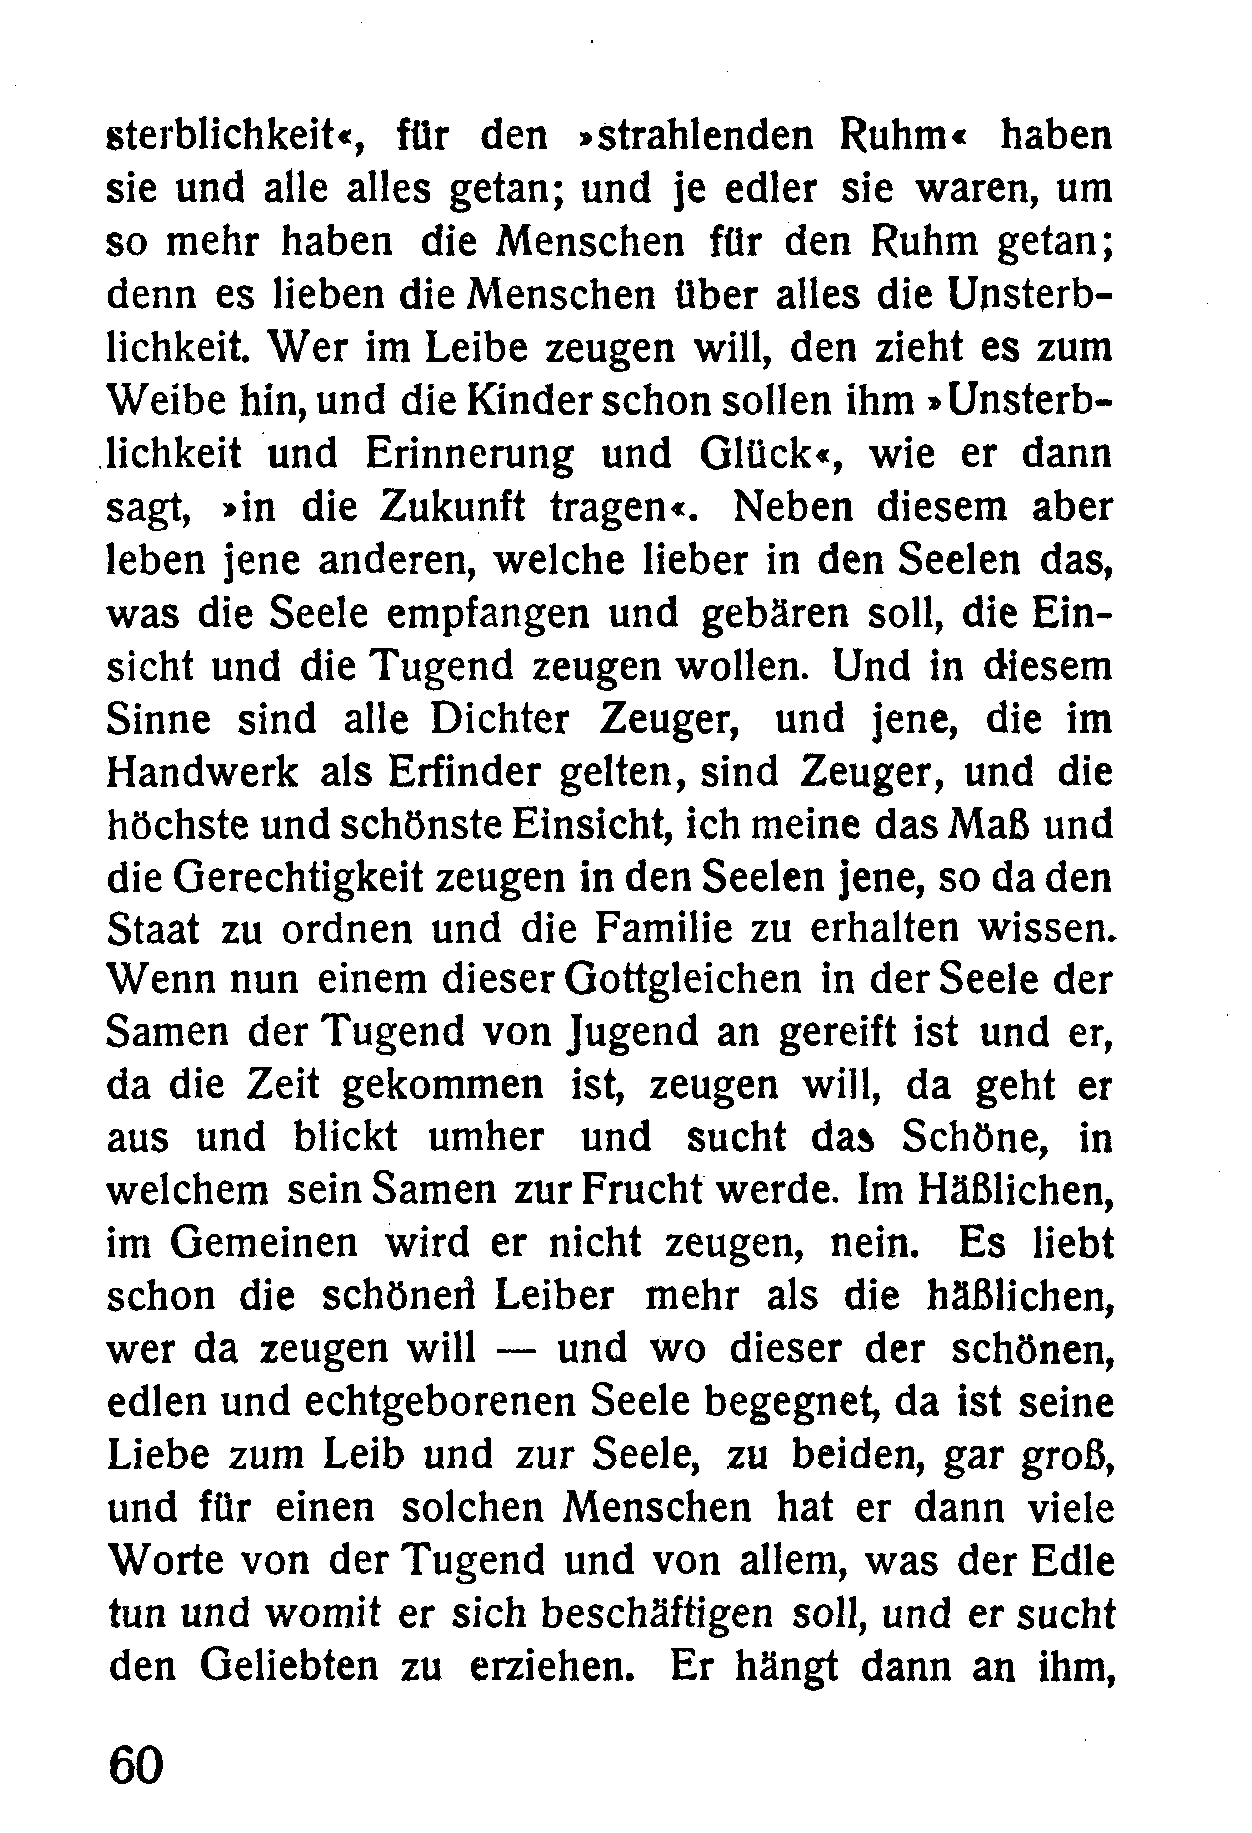 sterblichkeit«, für den »strahlenden Ruhm« haben
sie und alle alles getan; und je edler sie waren, um
so mehr haben die Menschen für den Ruhm getan;
denn es lieben die Menschen über alles die Unsterb-
lichkeit. Wer im Leibe zeugen will, den zieht es zum
Weibe hin, und die Kinder schon sollen ihm »Unsterb-
lichkeit und Erinnerung und Glück«, wie er dann
sagt, »in die Zukunft tragen«. Neben diesem aber
leben jene anderen, welche lieber in den Seelen das,
was die Seele empfangen und gebären soll, die Ein-
sicht und die Tugend zeugen wollen. Und in diesem
Sinne sind alle Dichter Zeuger, und jene, die im
Handwerk als Erfinder gelten, sind Zeuger, und die
höchste und schönste Einsicht, ich meine das Maß und
die Gerechtigkeit zeugen in den Seelen jene, so da den
Staat zu ordnen und die Familie zu erhalten wissen.
Wenn nun einem dieser Gottgleichen in der Seele der
Samen der Tugend von Jugend an gereift ist und er,
da die Zeit gekommen ist, zeugen will, da geht er
aus und blickt umher und sucht das Schöne, in
welchem sein Samen zur Frucht werde. Im Häßlichen,
im Gemeinen wird er nicht zeugen, nein. Es liebt
schon die schönen Leiber mehr als die häßlichen,
wer da zeugen will — und wo dieser der schönen,
edlen und echtgeborenen Seele begegnet, da ist seine
Liebe zum Leib und zur Seele, zu beiden, gar groß,
und für einen solchen Menschen hat er dann viele
Worte von der Tugend und von allem, was der Edle
tun und womit er sich beschäftigen soll, und er sucht
den Geliebten zu erziehen. Er hängt dann an ihm,
60